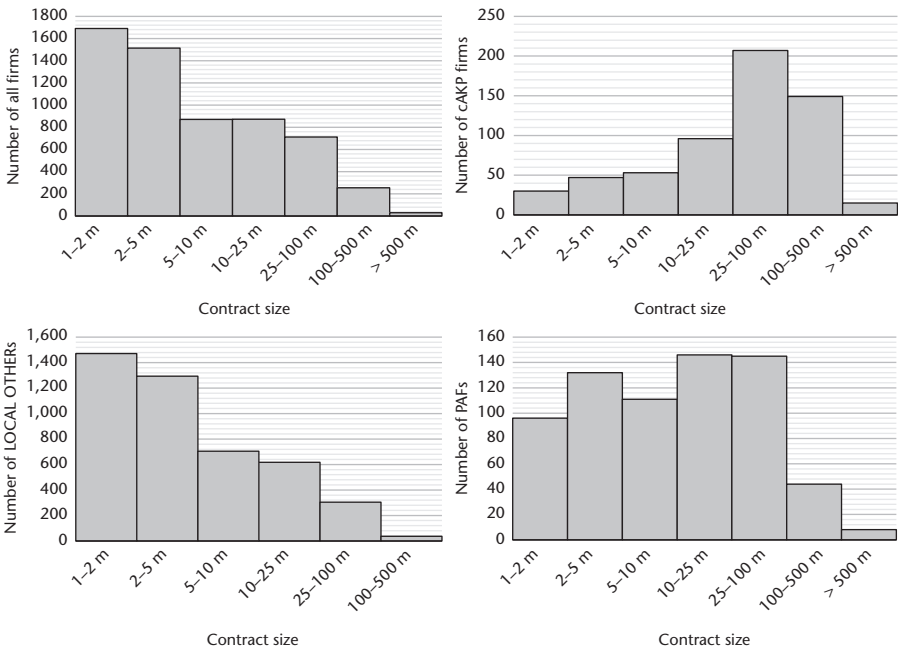 Number of all firms
1800
1600
1400
1200
1000
800
600
400
200
0
1–2 m
2–5 m
5–10 m
10–25 m
25–100 m
100–500 m
> 500 m
Contract size
Number of cAKP firms
250
200
150
100
50
0
1–2 m
2–5 m
5–10 m
10–25 m
25–100 m
100–500 m
> 500 m
Contract size
Number of LOCAL OTHERs
1,600
1,400
1,200
1,000
800
600
400
200
0
1–2 m
2–5 m
5–10 m
10–25 m
25–100 m
100–500 m
Contract size
Number of PAFs
160
140
120
100
80
60
40
20
0
1–2 m
2–5 m
5–10 m
10–25 m
25–100 m
100–500 m
> 500 m
Contract size